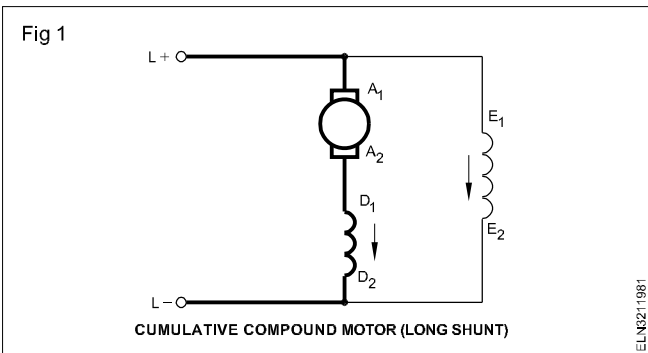 Fig 1
L +
A1
E1
A2
D1
E2
D2
L −
CUMULATIVE COMPOUND MOTOR (LONG SHUNT)
ELN3211981